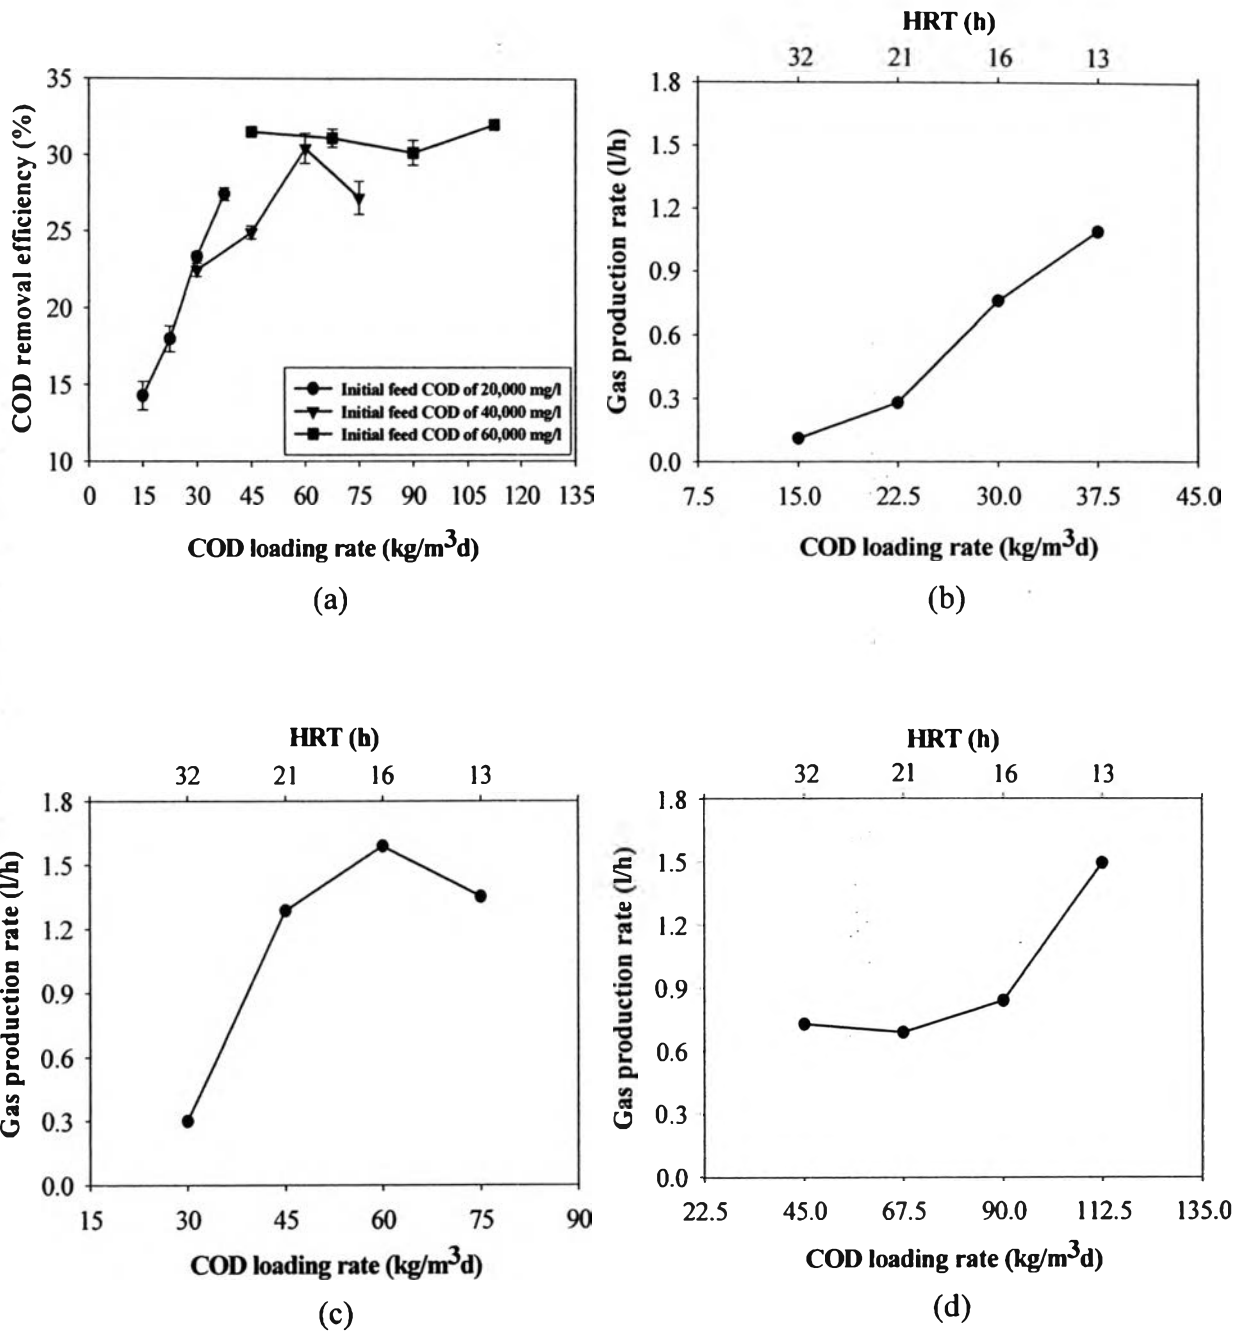 35
30
25
20
15
10
COD removal efficiency (%)
Initial feed COD of 20,000 mg/l
Initial feed COD of 40,000 mg/l
Initial feed COD of 60,000 mg/l
0 15 30 45 60 75 90 105 120 135
COD loading rate (kg/m³d)
(a)
HRT (h)
32 21 16 13
1.8
1.5
1.2
0.9
0.6
0.3
0.0
Gas production rate (l/h)
7.5 15.0 22.5 30.0 37.5 45.0
COD loading rate (kg/m³d)
(b)
HRT (h)
32 21 16 13
1.8
1.5
1.2
0.9
0.6
0.3
0.0
Gas production rate (l/h)
15 30 45 60 75 90
COD loading rate (kg/m³d)
(c)
HRT (h)
32 21 16 13
1.8
1.5
1.2
0.9
0.6
0.3
0.0
Gas production rate (l/h)
22.5 45.0 67.5 90.0 112.5 135.0
COD loading rate (kg/m³d)
(d)